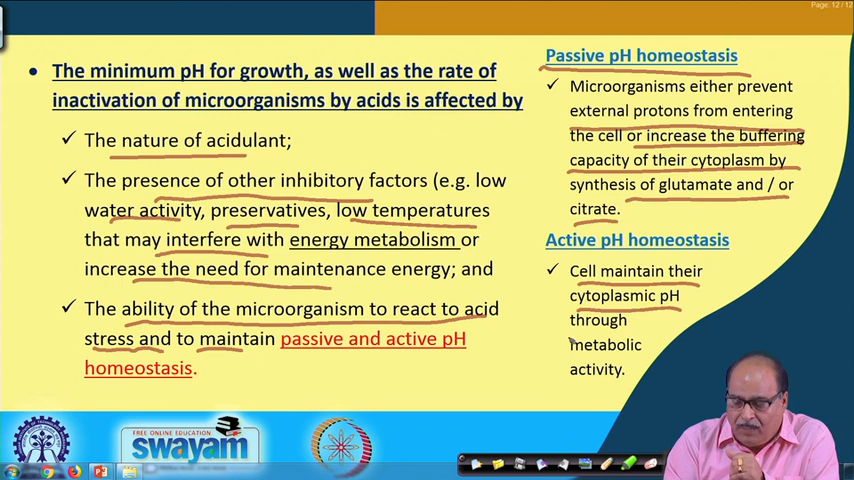 Page: 12 / 12
• The minimum pH for growth, as well as the rate of
inactivation of microorganisms by acids is affected by
✓ The nature of acidulant;
✓ The presence of other inhibitory factors (e.g. low
water activity, preservatives, low temperatures
that may interfere with energy metabolism or
increase the need for maintenance energy; and
✓ The ability of the microorganism to react to acid
stress and to maintain passive and active pH
homeostasis.
Passive pH homeostasis
✓ Microorganisms either prevent
external protons from entering
the cell or increase the buffering
capacity of their cytoplasm by
synthesis of glutamate and / or
citrate.
Active pH homeostasis
✓ Cell maintain their
cytoplasmic pH
through
metabolic
activity.
FREE ONLINE EDUCATION
swayam